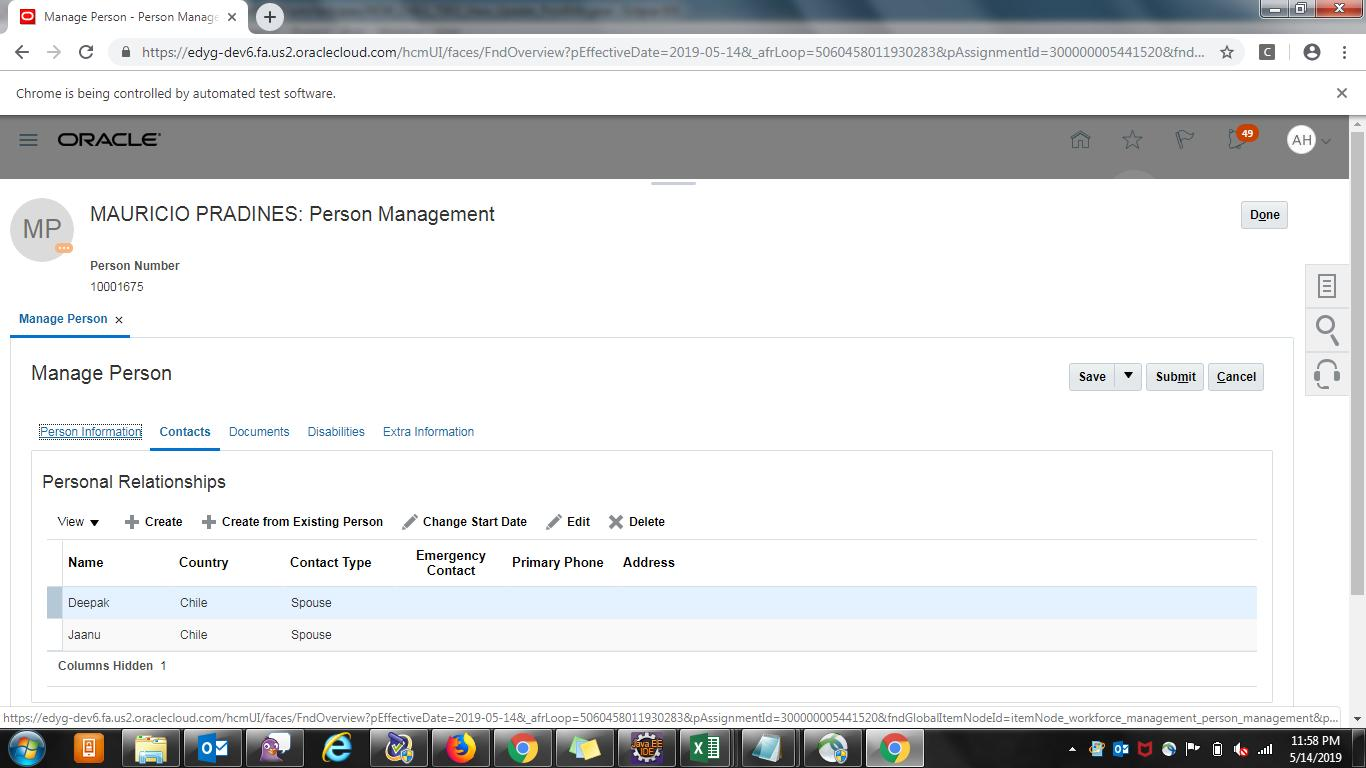 Manage Person - Person Manage
https://edyg-dev6.fa.us2.oraclecloud.com/hcmUI/faces/FndOverview?pEffectiveDate=2019-05-14&_afrLoop=5060458011930283&pAssignmentId=300000005441520&fnd...
C
Chrome is being controlled by automated test software.
ORACLE
49
AH
MP
MAURICIO PRADINES: Person Management
Done
Person Number
10001675
Manage Person
Manage Person
Save Submit Cancel
Person Information Contacts Documents Disabilities Extra Information
Personal Relationships
View Create Create from Existing Person Change Start Date Edit Delete
Name Country Contact Type Emergency Contact Primary Phone Address
Deepak Chile Spouse
Jaanu Chile Spouse
Columns Hidden 1
https://edyg-dev6.fa.us2.oraclecloud.com/hcmUI/faces/FndOverview?pEffectiveDate=2019-05-14&_afrLoop=5060458011930283&pAssignmentId=300000005441520&fndGlobalItemNodeId=itemNode_workforce_management_person_management&p...
Java EE
IDE
11:58 PM
5/14/2019